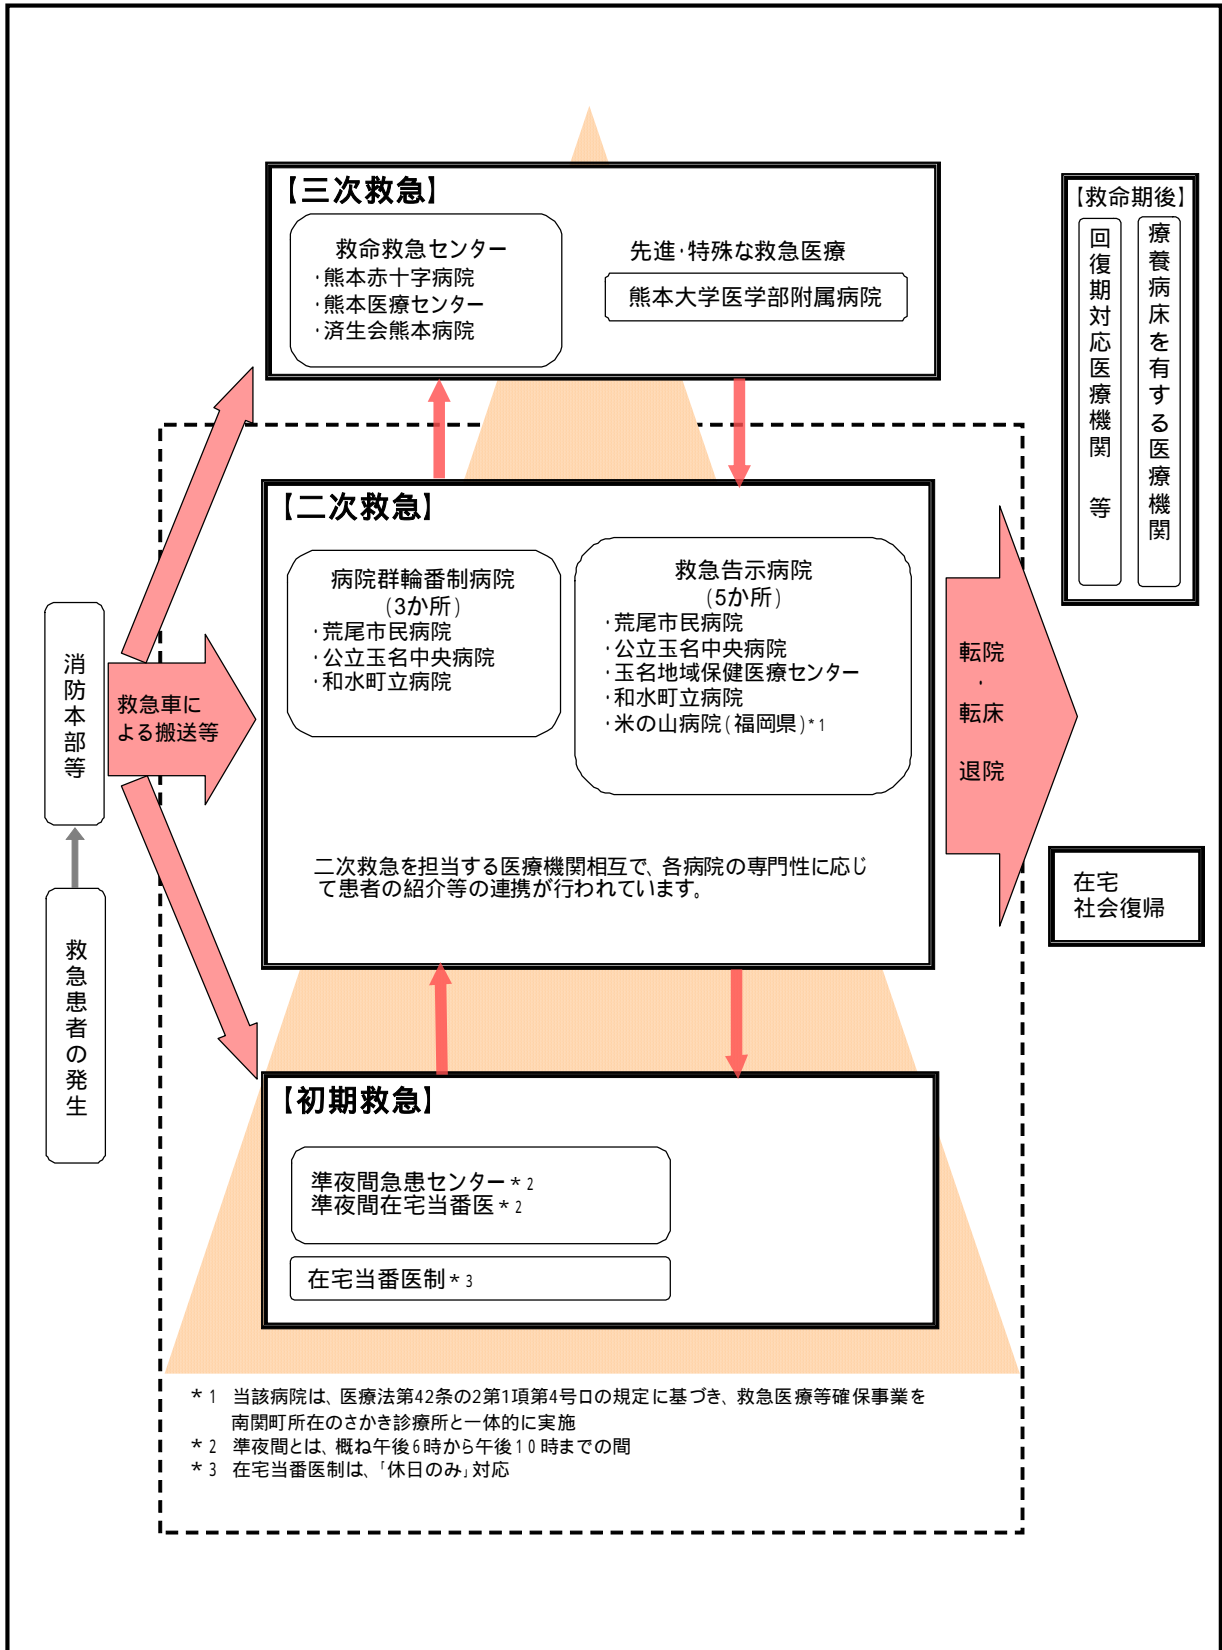 【三次救急】
救命救急センター
・熊本赤十字病院
・熊本医療センター
・済生会熊本病院
先進・特殊な救急医療
熊本大学医学部附属病院
【救命期後】
回復期対応医療機関 等
療養病床を有する医療機関
【二次救急】
病院群輪番制病院
(3か所)
・荒尾市民病院
・公立玉名中央病院
・和水町立病院
救急告示病院
(5か所)
・荒尾市民病院
・公立玉名中央病院
・玉名地域保健医療センター
・和水町立病院
・米の山病院(福岡県)*1
二次救急を担当する医療機関相互で、各病院の専門性に応じ
て患者の紹介等の連携が行われています。
消防本部等
救急車に
よる搬送等
救急患者の発生
転院
・
転床
退院
在宅
社会復帰
【初期救急】
準夜間急患センター*2
準夜間在宅当番医*2
在宅当番医制*3
*1 当該病院は、医療法第42条の2第1項第4号ロの規定に基づき、救急医療等確保事業を
南関町所在のさかき診療所と一体的に実施
*2 準夜間とは、概ね午後6時から午後10時までの間
*3 在宅当番医制は、「休日のみ」対応